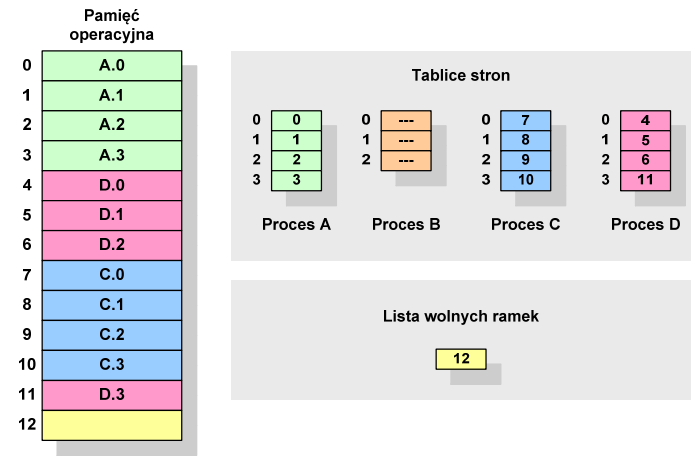 Pamięć
operacyjna
0 A.0
1 A.1
2 A.2
3 A.3
4 D.0
5 D.1
6 D.2
7 C.0
8 C.1
9 C.2
10 C.3
11 D.3
12
Tablice stron
0 0
1 1
2 2
3 3
Proces A
0 ---
1 ---
2 ---
Proces B
0 7
1 8
2 9
3 10
Proces C
0 4
1 5
2 6
3 11
Proces D
Lista wolnych ramek
12